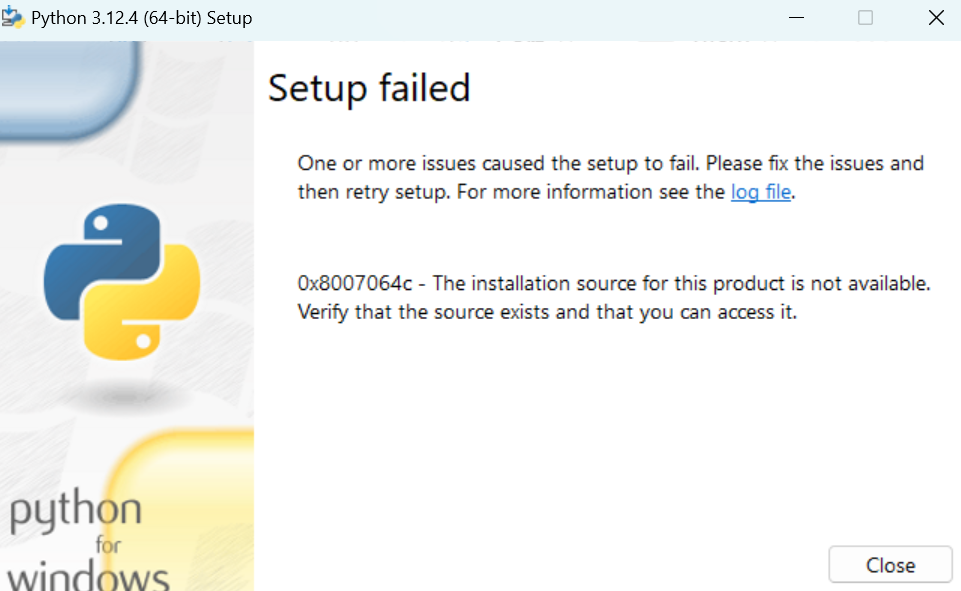 Python 3.12.4 (64-bit) Setup
Setup failed
One or more issues caused the setup to fail. Please fix the issues and
then retry setup. For more information see the log file.
0x8007064c - The installation source for this product is not available.
Verify that the source exists and that you can access it.
python
for
windows
Close